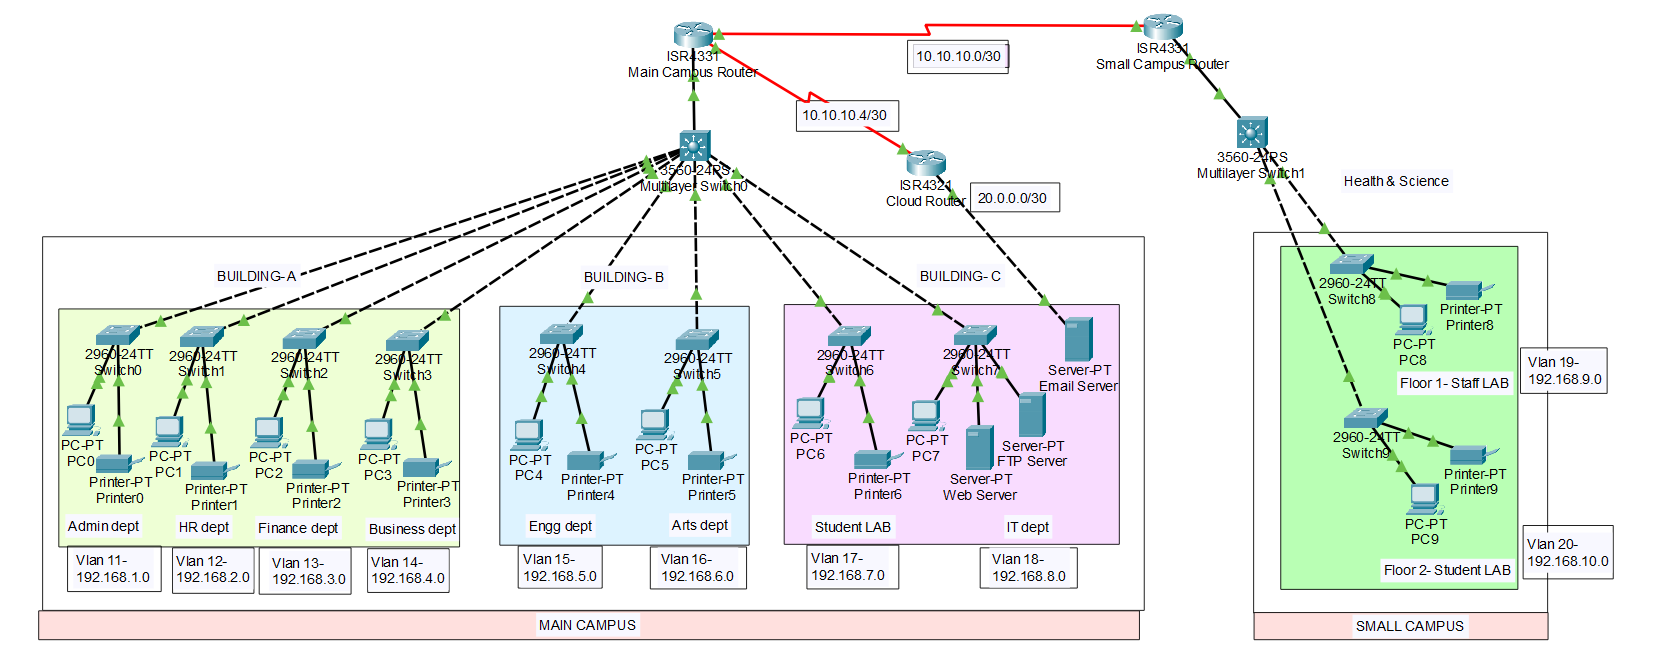 ISR4331
Main Campus Router
10.10.10.0/30
ISR4331
Small Campus Router
10.10.10.4/30
3560-24PS
Multilayer Switch0
ISR4321
Cloud Router
20.0.0.0/30
3560-24PS
Multilayer Switch1
Health & Science
BUILDING- A
BUILDING- B
BUILDING- C
2960-24TT
Switch0
2960-24TT
Switch1
2960-24TT
Switch2
2960-24TT
Switch3
2960-24TT
Switch4
2960-24TT
Switch5
2960-24TT
Switch6
2960-24TT
Switch7
Server-PT
Email Server
2960-24TT
Switch8
Printer-PT
Printer8
PC-PT
PC8
Floor 1- Staff LAB
Vlan 19-
192.168.9.0
PC-PT
PC0
Printer-PT
Printer0
PC-PT
PC1
Printer-PT
Printer1
PC-PT
PC2
Printer-PT
Printer2
PC-PT
PC3
Printer-PT
Printer3
PC-PT
PC4
Printer-PT
Printer4
PC-PT
PC5
Printer-PT
Printer5
PC-PT
PC6
Printer-PT
Printer6
PC-PT
PC7
Server-PT
Web Server
Server-PT
FTP Server
2960-24TT
Switch9
Printer-PT
Printer9
PC-PT
PC9
Floor 2- Student LAB
Vlan 20-
192.168.10.0
Admin dept
HR dept
Finance dept
Business dept
Engg dept
Arts dept
Student LAB
IT dept
Vlan 11-
192.168.1.0
Vlan 12-
192.168.2.0
Vlan 13-
192.168.3.0
Vlan 14-
192.168.4.0
Vlan 15-
192.168.5.0
Vlan 16-
192.168.6.0
Vlan 17-
192.168.7.0
Vlan 18-
192.168.8.0
MAIN CAMPUS
SMALL CAMPUS